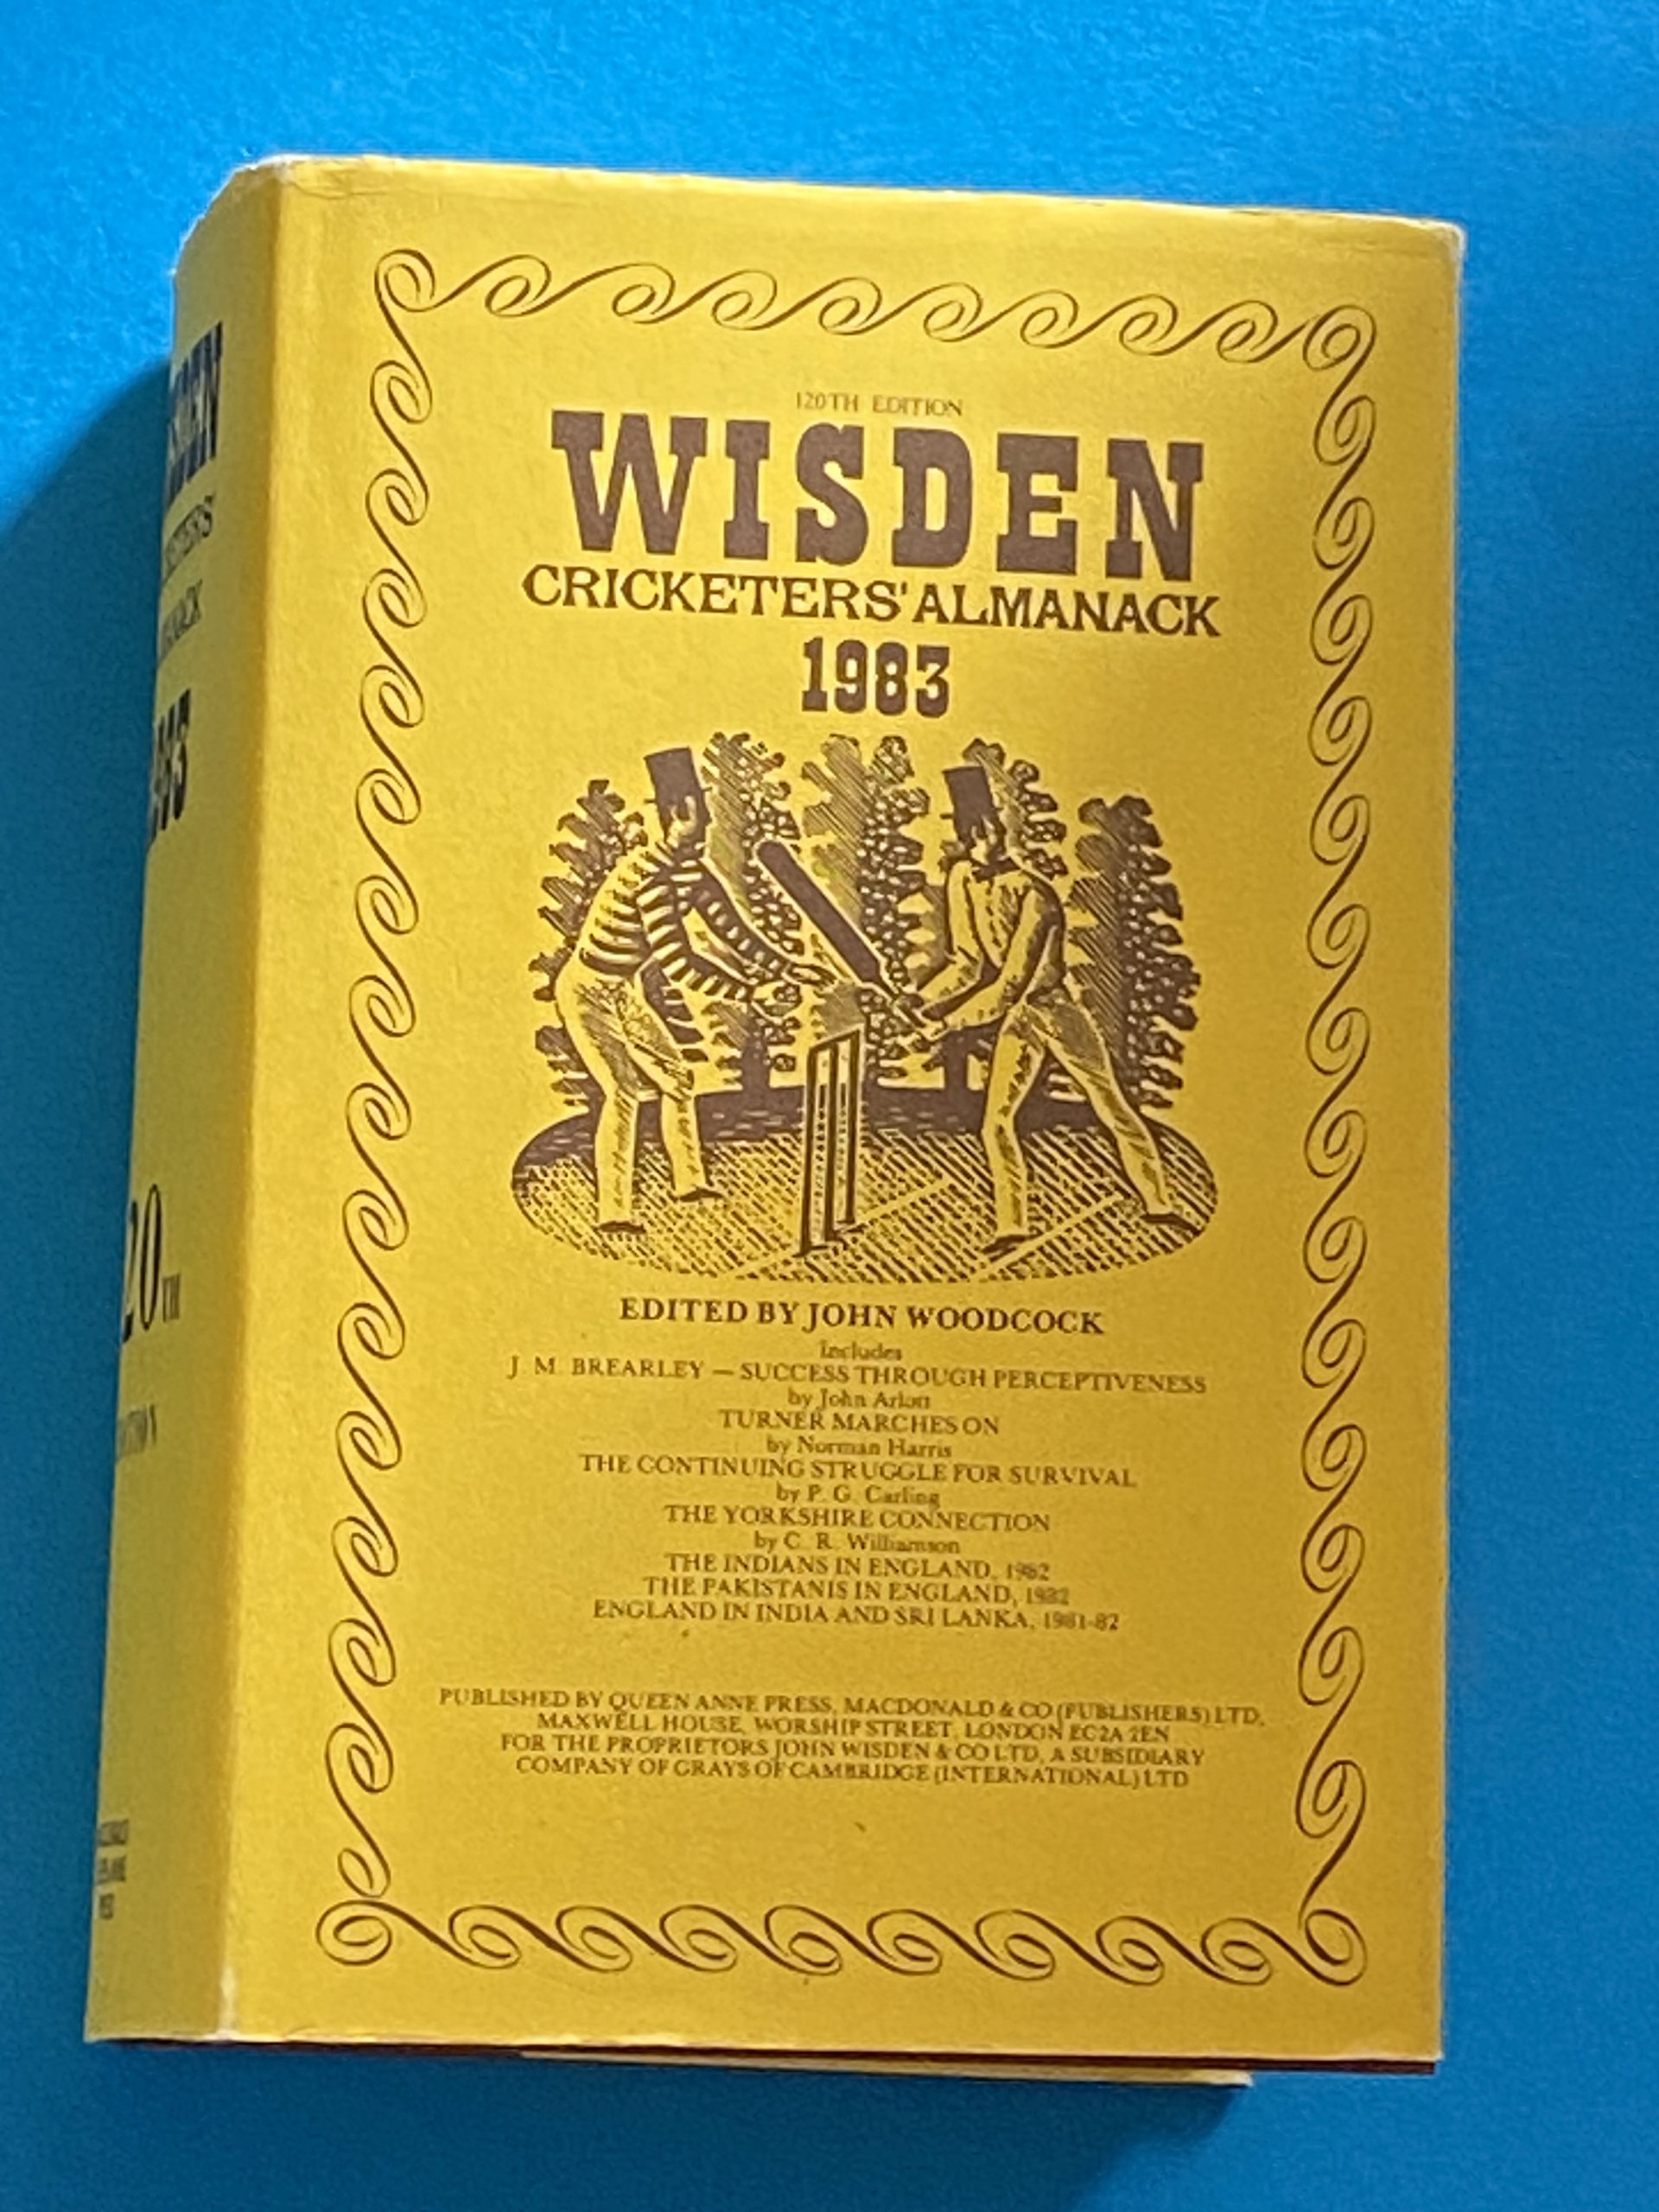 120TH EDITION
WISDEN
CRICKETERS' ALMANACK
1983
EDITED BY JOHN WOODCOCK
includes
J. M. BREARLEY — SUCCESS THROUGH PERCEPTIVENESS
by John Arlott
TURNER MARCHES ON
by Norman Harris
THE CONTINUING STRUGGLE FOR SURVIVAL
by P. G. Carling
THE YORKSHIRE CONNECTION
by C. R. Williamson
THE INDIANS IN ENGLAND, 1982
THE PAKISTANIS IN ENGLAND, 1982
ENGLAND IN INDIA AND SRI LANKA, 1981-82
PUBLISHED BY QUEEN ANNE PRESS, MACDONALD & CO (PUBLISHERS) LTD,
MAXWELL HOUSE, WORSHIP STREET, LONDON EC2A 2EN
FOR THE PROPRIETORS JOHN WISDEN & CO LTD, A SUBSIDIARY
COMPANY OF GRAYS OF CAMBRIDGE (INTERNATIONAL) LTD
20TH